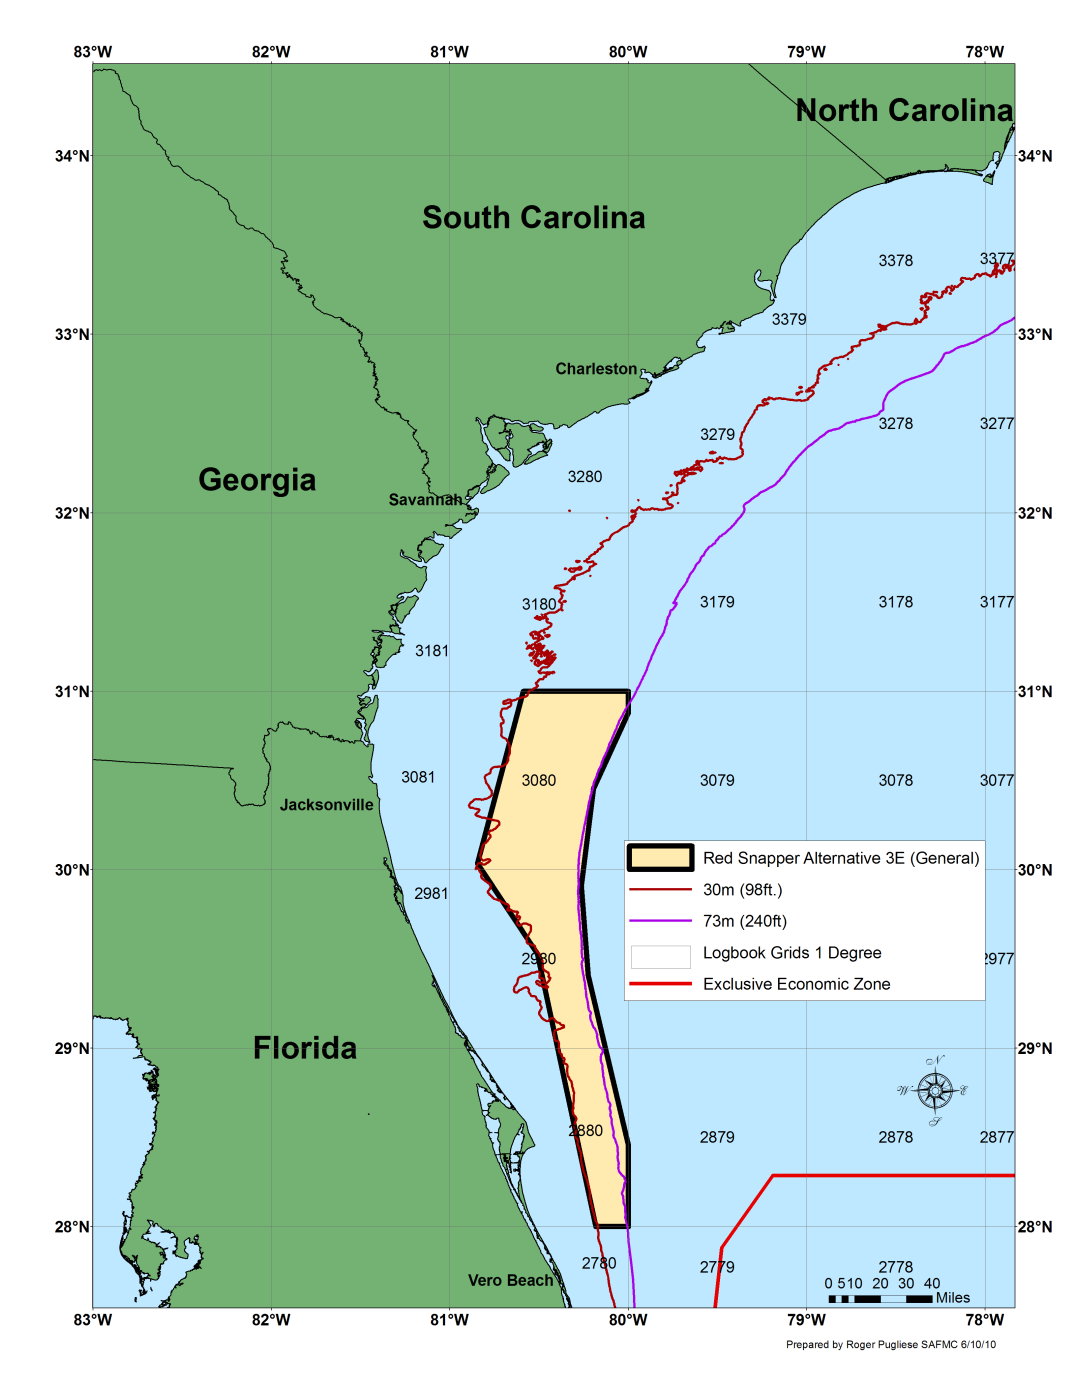 83°W 82°W 81°W 80°W 79°W 78°W
North Carolina
34°N 34°N
South Carolina
3378 3377
3379
33°N 33°N
Charleston
3279 3278 3277
Georgia 3280
Savannah
32°N 32°N
3180 3179 3178 3177
3181
31°N 31°N
3081 3080 3079 3078 3077
Jacksonville
Red Snapper Alternative 3E (General)
30°N 30°N
30m (98ft.)
2981
73m (240ft)
Logbook Grids 1 Degree
2980 2977
Exclusive Economic Zone
Florida
29°N 29°N
N
W E
S
2880 2879 2878 2877
28°N 28°N
2780 2779 2778
Vero Beach
0 5 10 20 30 40
Miles
83°W 82°W 81°W 80°W 79°W 78°W
Prepared by Roger Pugliese SAFMC 6/10/10